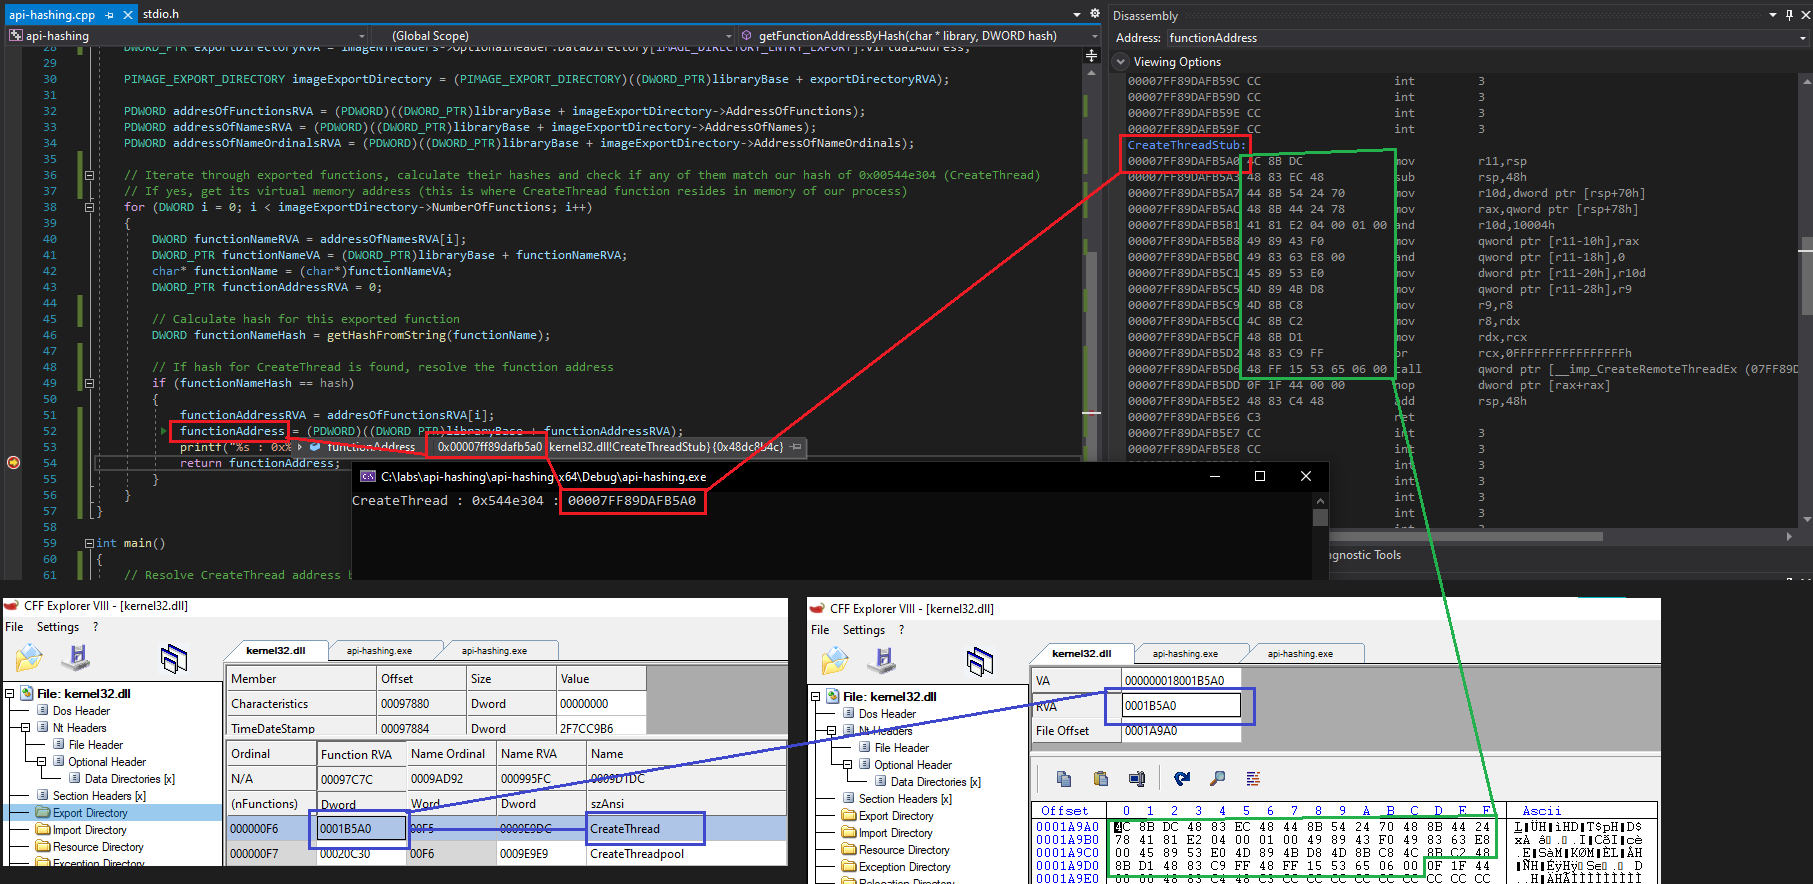 api-hashing.cpp
stdio.h
api-hashing
(Global Scope)
getFunctionAddressByHash(char * library, DWORD hash)
28 DWORD_PTR exportDirectoryRVA = imageNTHeaders->OptionalHeader.DataDirectory[IMAGE_DIRECTORY_ENTRY_EXPORT].VirtualAddress;
29
30 PIMAGE_EXPORT_DIRECTORY imageExportDirectory = (PIMAGE_EXPORT_DIRECTORY)((DWORD_PTR)libraryBase + exportDirectoryRVA);
31
32 PDWORD addresOfFunctionsRVA = (PDWORD)((DWORD_PTR)libraryBase + imageExportDirectory->AddressOfFunctions);
33 PDWORD addresOfNamesRVA = (PDWORD)((DWORD_PTR)libraryBase + imageExportDirectory->AddressOfNames);
34 PDWORD addressOfNameOrdinalsRVA = (PDWORD)((DWORD_PTR)libraryBase + imageExportDirectory->AddressOfNameOrdinals);
35
36 // Iterate through exported functions, calculate their hashes and check if any of them match our hash of 0x00544e304 (CreateThread)
37 // If yes, get its virtual memory address (this is where CreateThread function resides in memory of our process)
38 for (DWORD i = 0; i < imageExportDirectory->NumberOfFunctions; i++)
39 {
40 DWORD functionNameRVA = addresOfNamesRVA[i];
41 DWORD_PTR functionNameVA = (DWORD_PTR)libraryBase + functionNameRVA;
42 char* functionName = (char*)functionNameVA;
43 DWORD_PTR functionAddressRVA = 0;
44
45 // Calculate hash for this exported function
46 DWORD functionNameHash = getHashFromString(functionName);
47
48 // If hash for CreateThread is found, resolve the function address
49 if (functionNameHash == hash)
50 {
51 functionAddressRVA = addresOfFunctionsRVA[i];
52 functionAddress = (PDWORD)((DWORD_PTR)libraryBase + functionAddressRVA);
53 printf("%s : 0x%
functionAddress 0x00007ff89dafb5a0 kernel32.dll!CreateThreadStub} {0x48dc8b4c}
54 return functionAddress;
55 }
56 }
57 }
58
59 int main()
60 {
61 // Resolve CreateThread address b
C:\labs\api-hashing\api-hashing x64\Debug\api-hashing.exe
CreateThread : 0x544e304 : 00007FF89DAFB5A0
Disassembly
Address: functionAddress
Viewing Options
00007FF89DAFB59C CC int 3
00007FF89DAFB59D CC int 3
00007FF89DAFB59E CC int 3
00007FF89DAFB59F CC int 3
CreateThreadStub:
00007FF89DAFB5A0 4C 8B DC mov r11,rsp
00007FF89DAFB5A3 48 83 EC 48 sub rsp,48h
00007FF89DAFB5A7 44 8B 54 24 70 mov r10d,dword ptr [rsp+70h]
00007FF89DAFB5AC 48 8B 44 24 78 mov rax,qword ptr [rsp+78h]
00007FF89DAFB5B1 41 81 E2 04 00 01 00 and r10d,10004h
00007FF89DAFB5B8 49 89 43 F0 mov qword ptr [r11-10h],rax
00007FF89DAFB5BC 49 83 63 E8 00 and qword ptr [r11-18h],0
00007FF89DAFB5C1 45 89 53 E0 mov dword ptr [r11-20h],r10d
00007FF89DAFB5C5 4D 89 4B D8 mov qword ptr [r11-28h],r9
00007FF89DAFB5C9 4D 8B C8 mov r9,r8
00007FF89DAFB5CC 4C 8B C2 mov r8,rdx
00007FF89DAFB5CF 48 8B D1 mov rdx,rcx
00007FF89DAFB5D2 48 83 C9 FF or rcx,0FFFFFFFFFFFFFFFFh
00007FF89DAFB5D6 48 FF 15 53 65 06 00 call qword ptr [__imp_CreateRemoteThreadEx (07FF89D
00007FF89DAFB5DD 0F 1F 44 00 00 nop dword ptr [rax+rax]
00007FF89DAFB5E2 48 83 C4 48 add rsp,48h
00007FF89DAFB5E6 C3 ret
00007FF89DAFB5E7 CC int 3
00007FF89DAFB5E8 CC int 3
int 3
int 3
int 3
int 3
gnostic Tools
CFF Explorer VIII - [kernel32.dll]
File Settings ?
kernel32.dll api-hashing.exe api-hashing.exe
File: kernel32.dll
Dos Header
Nt Headers
File Header
Optional Header
Data Directories [x]
Section Headers [x]
Export Directory
Import Directory
Resource Directory
Exception Directory
Member Offset Size Value
Characteristics 00097880 Dword 00000000
TimeDateStamp 00097884 Dword 2F7CC9B6
Ordinal Function RVA Name Ordinal Name RVA Name
N/A 00097C7C 0009AD92 000995FC 0009D1DC
(nFunctions) Dword Word Dword szAnsi
000000F6 0001B5A0 00F5 0009E9DC CreateThread
000000F7 00020C30 00F6 0009E9E9 CreateThreadpool
CFF Explorer VIII - [kernel32.dll]
File Settings ?
kernel32.dll api-hashing.exe api-hashing.exe
File: kernel32.dll
Dos Header
Nt Headers
File Header
Optional Header
Data Directories [x]
Section Headers [x]
Export Directory
Import Directory
Resource Directory
Exception Directory
Relocation Directory
VA 000000018001B5A0
RVA 0001B5A0
File Offset 0001A9A0
Offset 0 1 2 3 4 5 6 7 8 9 A B C D E F Ascii
0001A9A0 4C 8B DC 48 83 EC 48 44 8B 54 24 70 48 8B 44 24
0001A9B0 78 41 81 E2 04 00 01 00 49 89 43 F0 49 83 63 E8
0001A9C0 00 45 89 53 E0 4D 89 4B D8 4D 8B C8 4C 8B C2 48
0001A9D0 8B D1 48 83 C9 FF 48 FF 15 53 65 06 00 0F 1F 44
0001A9E0 00 00 48 83 C4 48 C3 CC CC CC CC CC CC CC CC CC